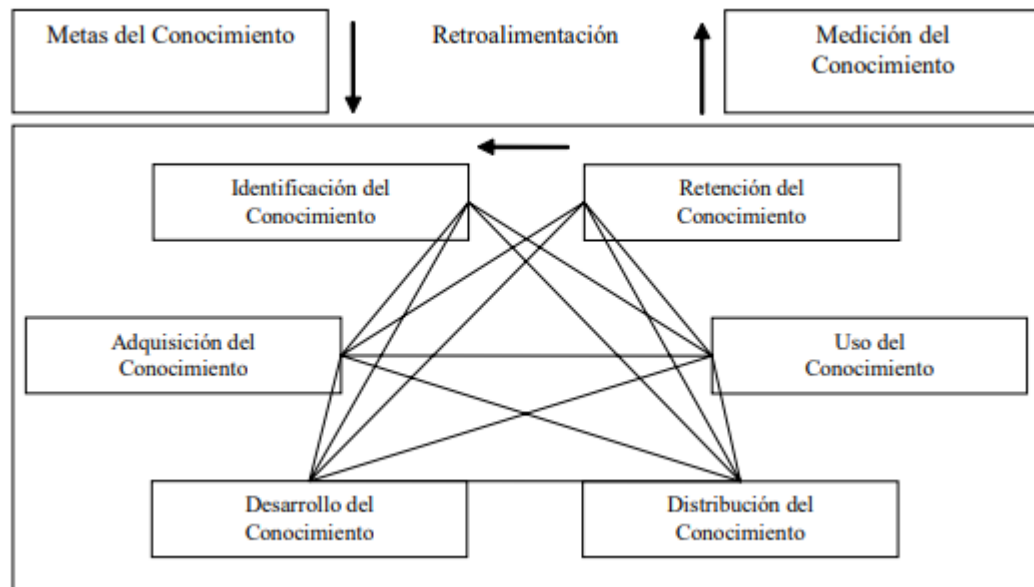 Metas del Conocimiento
Retroalimentación
Medición del
Conocimiento
Identificación del
Conocimiento
Retención del
Conocimiento
Adquisición del
Conocimiento
Uso del
Conocimiento
Desarrollo del
Conocimiento
Distribución del
Conocimiento